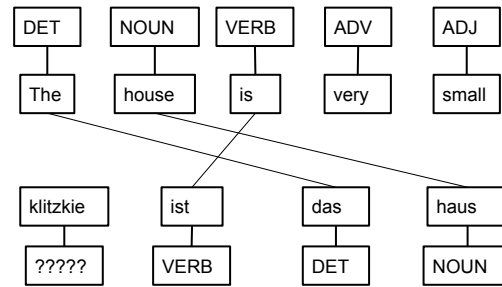 DET NOUN VERB ADV ADJ
The house is very small
klitzkie ist das haus
????? VERB DET NOUN